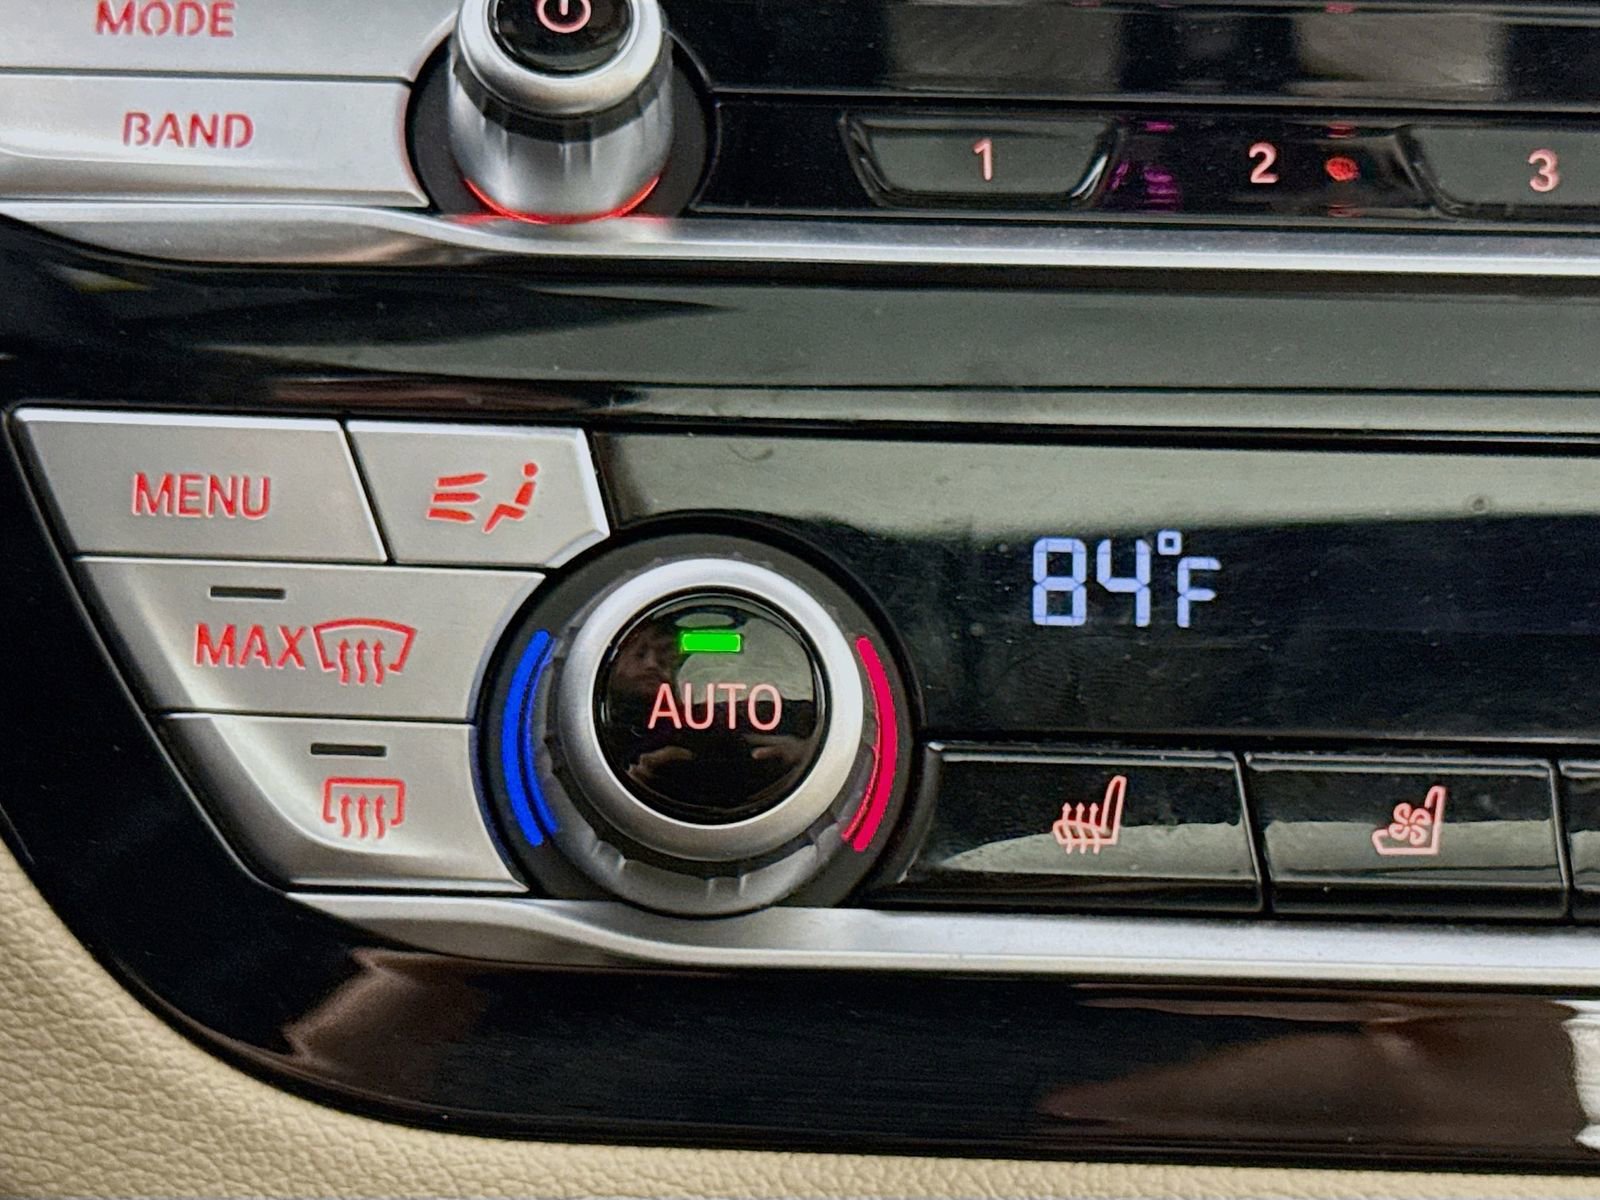 MODE
BAND
1 2 3
MENU
84°F
MAX
AUTO